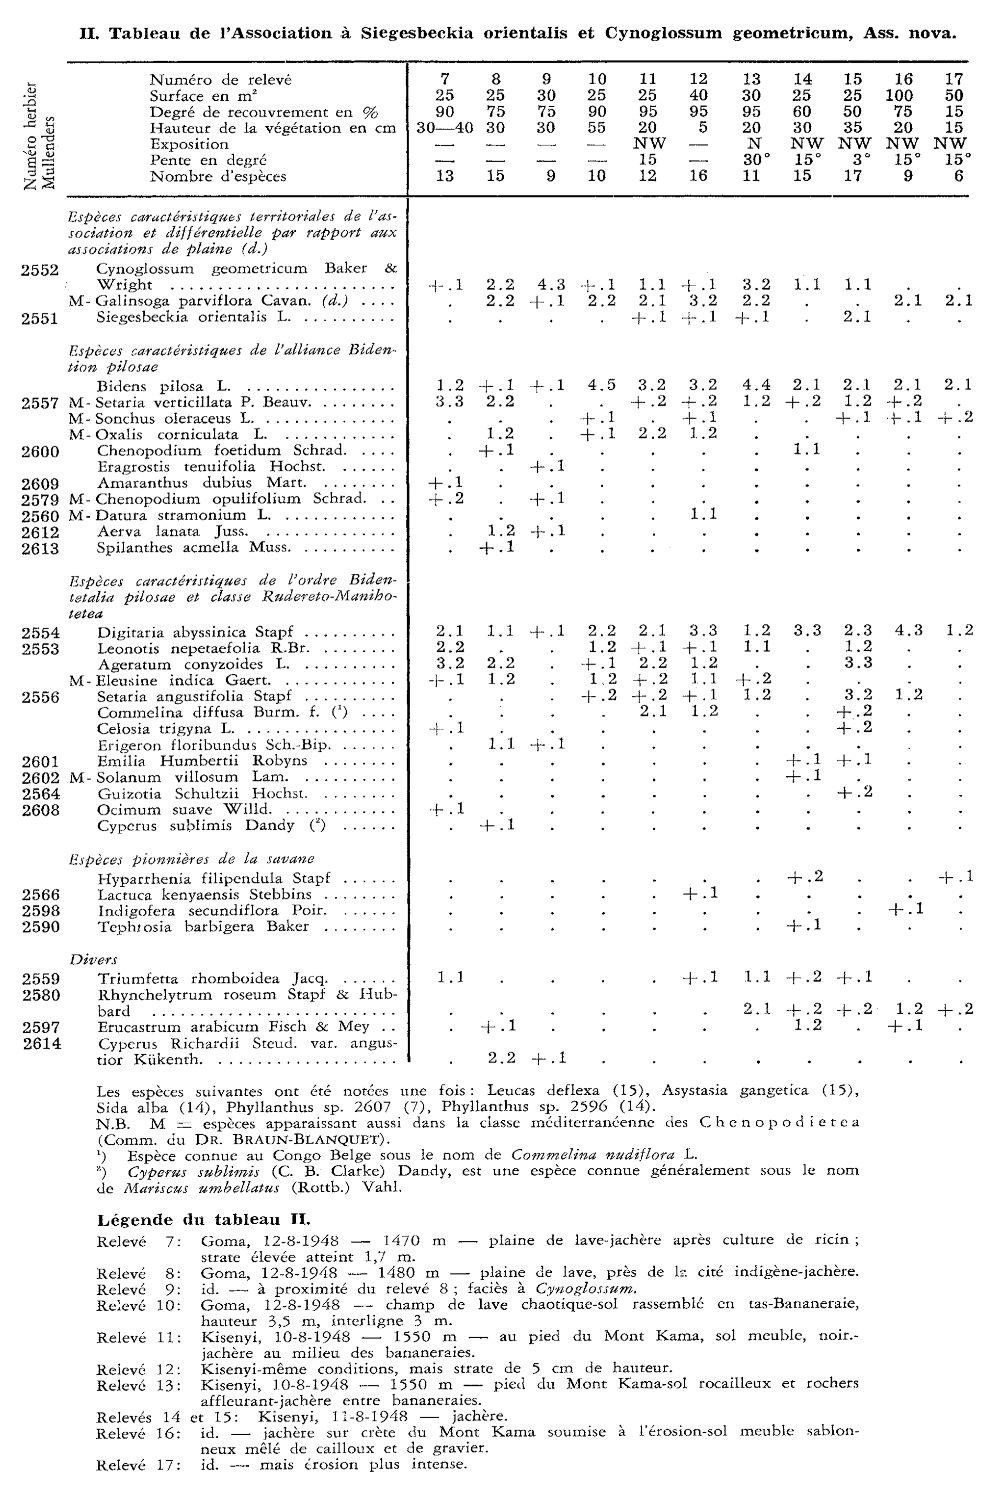 II. Tableau de l'Association à Siegesbeckia orientalis et Cynoglossum geometricum, Ass. nova.
Numéro herbier
Mullenders
Numéro de relevé 7 8 9 10 11 12 13 14 15 16 17
Surface en m² 25 25 30 25 25 40 30 25 25 100 50
Degré de recouvrement en % 90 75 75 90 95 95 95 60 50 75 15
Hauteur de la végétation en cm 30—40 30 30 55 20 5 20 30 35 20 15
Exposition — — — — NW — N NW NW NW NW
Pente en degré — — — — 15 — 30° 15° 3° 15° 15°
Nombre d'espèces 13 15 9 10 12 16 11 15 17 9 6
Espèces caractéristiques territoriales de l'as-
sociation et différentielle par rapport aux
associations de plaine (d.)
2552 Cynoglossum geometricum Baker &
Wright . . . . . . . . +.1 2.2 4.3 +.1 1.1 +.1 3.2 1.1 1.1 . .
M- Galinsoga parviflora Cavan. (d.) . . . . . 2.2 +.1 2.2 2.1 3.2 2.2 . . 2.1 2.1
2551 Siegesbeckia orientalis L. . . . . . . . . . . +.1 +.1 +.1 . 2.1 . .
Espèces caractéristiques de l'alliance Biden-
tion pilosae
Bidens pilosa L. . . . . . 1.2 +.1 +.1 4.5 3.2 3.2 4.4 2.1 2.1 2.1 2.1
2557 M- Setaria verticillata P. Beauv. . . . . . 3.3 2.2 . . +.2 +.2 1.2 +.2 1.2 +.2 .
M- Sonchus oleraceus L. . . . . . . . . +.1 . +.1 . . +.1 +.1 +.2
M- Oxalis corniculata L. . . . . . 1.2 . +.1 2.2 1.2 . . . . .
2600 Chenopodium foetidum Schrad. . . . . . +.1 . . . . . 1.1 . . .
Eragrostis tenuifolia Hochst. . . . . . . +.1 . . . . . . . .
2609 Amaranthus dubius Mart. . . . . +.1 . . . . . . . . . .
2579 M- Chenopodium opulifolium Schrad. . . +.2 . +.1 . . . . . . . .
2560 M- Datura stramonium L. . . . . . . . . . 1.1 . . . . .
2612 Aerva lanata Juss. . . . . . 1.2 +.1 . . . . . . . .
2613 Spilanthes acmella Muss. . . . . . +.1 . . . . . . . . .
Espèces caractéristiques de l'ordre Biden-
tetalia pilosae et classe Rudereto-Maniho-
tetea
2554 Digitaria abyssinica Stapf . . . . 2.1 1.1 +.1 2.2 2.1 3.3 1.2 3.3 2.3 4.3 1.2
2553 Leonotis nepetaefolia R.Br. . . . . 2.2 . . 1.2 +.1 +.1 1.1 . 1.2 . .
Ageratum conyzoides L. . . . . 3.2 2.2 . +.1 2.2 1.2 . . 3.3 . .
M- Eleusine indica Gaert. . . . . +.1 1.2 . 1.2 +.2 1.1 +.2 . . . .
2556 Setaria angustifolia Stapf . . . . . . . +.2 +.2 +.1 1.2 . 3.2 1.2 .
Commelina diffusa Burm. f. (¹) . . . . . . . . 2.1 1.2 . . +.2 . .
Celosia trigyna L. . . . . +.1 . . . . . . . +.2 . .
Erigeron floribundus Sch.-Bip. . . . . . 1.1 +.1 . . . . . . . .
2601 Emilia Humbertii Robyns . . . . . . . . . . . +.1 +.1 . .
2602 M- Solanum villosum Lam. . . . . . . . . . . . +.1 . . .
2564 Guizotia Schultzii Hochst. . . . . . . . . . . . . +.2 . .
2608 Ocimum suave Willd. . . . . +.1 . . . . . . . . . .
Cyperus sublimis Dandy (²) . . . . . +.1 . . . . . . . . .
Espèces pionnières de la savane
Hyparrhenia filipendula Stapf . . . . . . . . . . . +.2 . . +.1
2566 Lactuca kenyaensis Stebbins . . . . . . . . . +.1 . . . . .
2598 Indigofera secundiflora Poir. . . . . . . . . . . . . . +.1 .
2590 Tephrosia barbigera Baker . . . . . . . . . . . +.1 . . .
Divers
2559 Triumfetta rhomboidea Jacq. . . . . 1.1 . . . . +.1 1.1 +.2 +.1 . .
2580 Rhynchelytrum roseum Stapf & Hub-
bard . . . . . . . . . . 2.1 +.2 +.2 1.2 +.2
2597 Erucastrum arabicum Fisch & Mey . . . +.1 . . . . . 1.2 . +.1 .
2614 Cyperus Richardii Steud. var. angus-
tior Kükenth. . . . . . 2.2 +.1 . . . . . . . .
Les espèces suivantes ont été notées une fois : Leucas deflexa (15), Asystasia gangetica (15),
Sida alba (14), Phyllanthus sp. 2607 (7), Phyllanthus sp. 2596 (14).
N.B. M = espèces apparaissant aussi dans la classe méditerranéenne des Chenopodietea
(Comm. du DR. BRAUN-BLANQUET).
¹) Espèce connue au Congo Belge sous le nom de Commelina nudiflora L.
²) Cyperus sublimis (C. B. Clarke) Dandy, est une espèce connue généralement sous le nom
de Mariscus umbellatus (Rottb.) Vahl.
Légende du tableau II.
Relevé 7: Goma, 12-8-1948 — 1470 m — plaine de lave-jachère après culture de ricin ;
strate élevée atteint 1,7 m.
Relevé 8: Goma, 12-8-1948 — 1480 m — plaine de lave, près de la cité indigène-jachère.
Relevé 9: id. — à proximité du relevé 8 ; faciès à Cynoglossum.
Relevé 10: Goma, 12-8-1948 — champ de lave chaotique-sol rassemblé en tas-Bananeraie,
hauteur 3,5 m, interligne 3 m.
Relevé 11: Kisenyi, 10-8-1948 — 1550 m — au pied du Mont Kama, sol meuble, noir.-
jachère au milieu des bananeraies.
Relevé 12: Kisenyi-même conditions, mais strate de 5 cm de hauteur.
Relevé 13: Kisenyi, 10-8-1948 — 1550 m — pied du Mont Kama-sol rocailleux et rochers
affleurant-jachère entre bananeraies.
Relevés 14 et 15: Kisenyi, 11-8-1948 — jachère.
Relevé 16: id. — jachère sur crête du Mont Kama soumise à l'érosion-sol meuble sablon-
neux mêlé de cailloux et de gravier.
Relevé 17: id. — mais érosion plus intense.